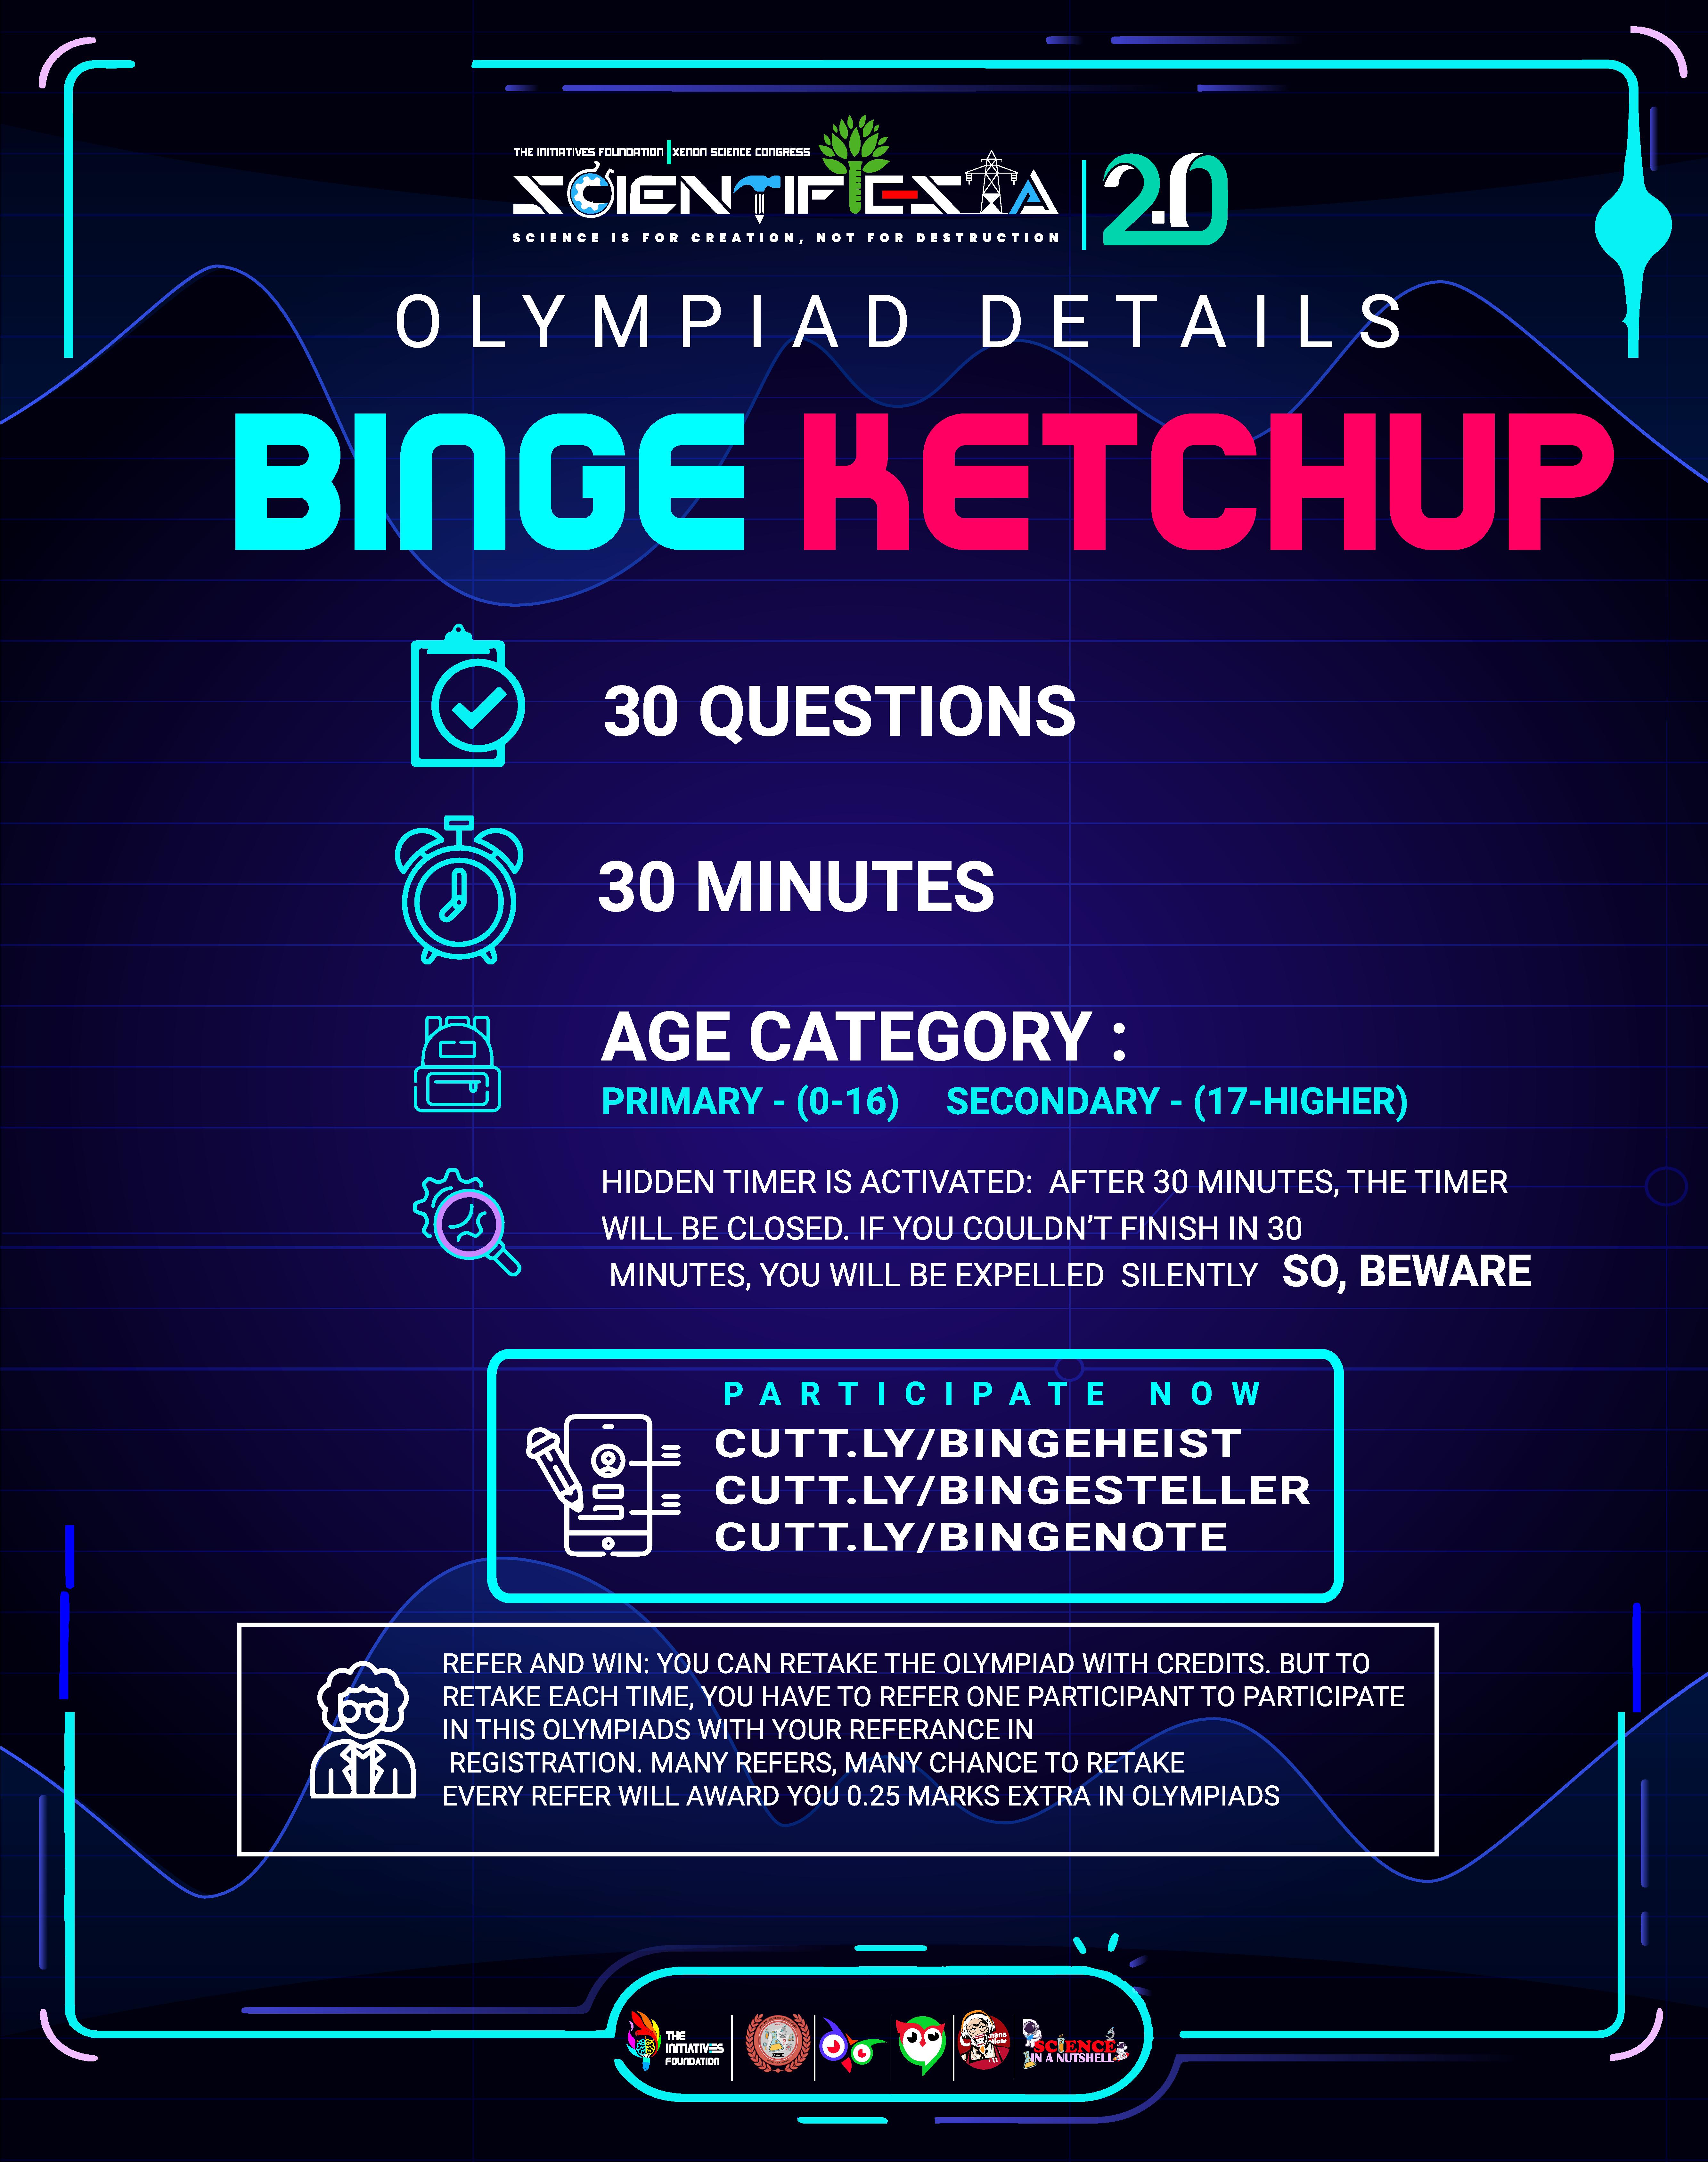 THE INITIATIVES FOUNDATION | XENON SCIENCE CONGRESS
SCIENTIFIESTA | 2.0
SCIENCE IS FOR CREATION, NOT FOR DESTRUCTION
OLYMPIAD DETAILS
BINGE KETCHUP
30 QUESTIONS
30 MINUTES
AGE CATEGORY :
PRIMARY - (0-16) SECONDARY - (17-HIGHER)
HIDDEN TIMER IS ACTIVATED: AFTER 30 MINUTES, THE TIMER
WILL BE CLOSED. IF YOU COULDN'T FINISH IN 30
MINUTES, YOU WILL BE EXPELLED SILENTLY SO, BEWARE
PARTICIPATE NOW
CUTT.LY/BINGEHEIST
CUTT.LY/BINGESTELLER
CUTT.LY/BINGENOTE
REFER AND WIN: YOU CAN RETAKE THE OLYMPIAD WITH CREDITS. BUT TO
RETAKE EACH TIME, YOU HAVE TO REFER ONE PARTICIPANT TO PARTICIPATE
IN THIS OLYMPIADS WITH YOUR REFERANCE IN
REGISTRATION. MANY REFERS, MANY CHANCE TO RETAKE
EVERY REFER WILL AWARD YOU 0.25 MARKS EXTRA IN OLYMPIADS
THE
INITIATIVES
FOUNDATION
SCIENCE
IN A NUTSHELL